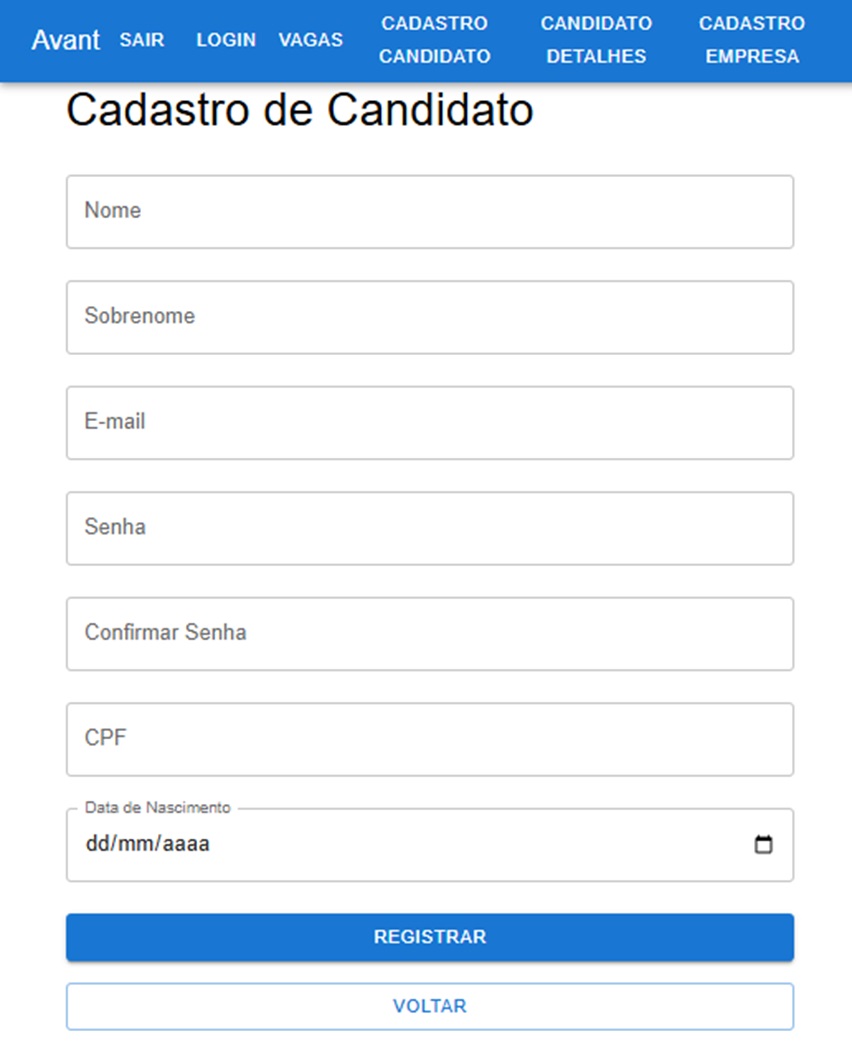 Avant SAIR LOGIN VAGAS CADASTRO CANDIDATO CANDIDATO DETALHES CADASTRO EMPRESA
Cadastro de Candidato
Nome
Sobrenome
E-mail
Senha
Confirmar Senha
CPF
Data de Nascimento
dd/mm/aaaa
REGISTRAR
VOLTAR